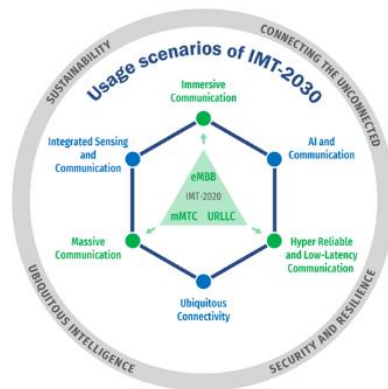 SUSTAINABILITY
CONNECTING THE UNCONNECTED
Usage scenarios of IMT-2030
Immersive
Communication
Integrated Sensing
and
Communication
AI and
Communication
eMBB
IMT-2020
mMTC URLLC
Massive
Communication
Hyper Reliable
and Low-Latency
Communication
Ubiquitous
Connectivity
UBIQUITOUS INTELLIGENCE
SECURITY AND RESILIENCE